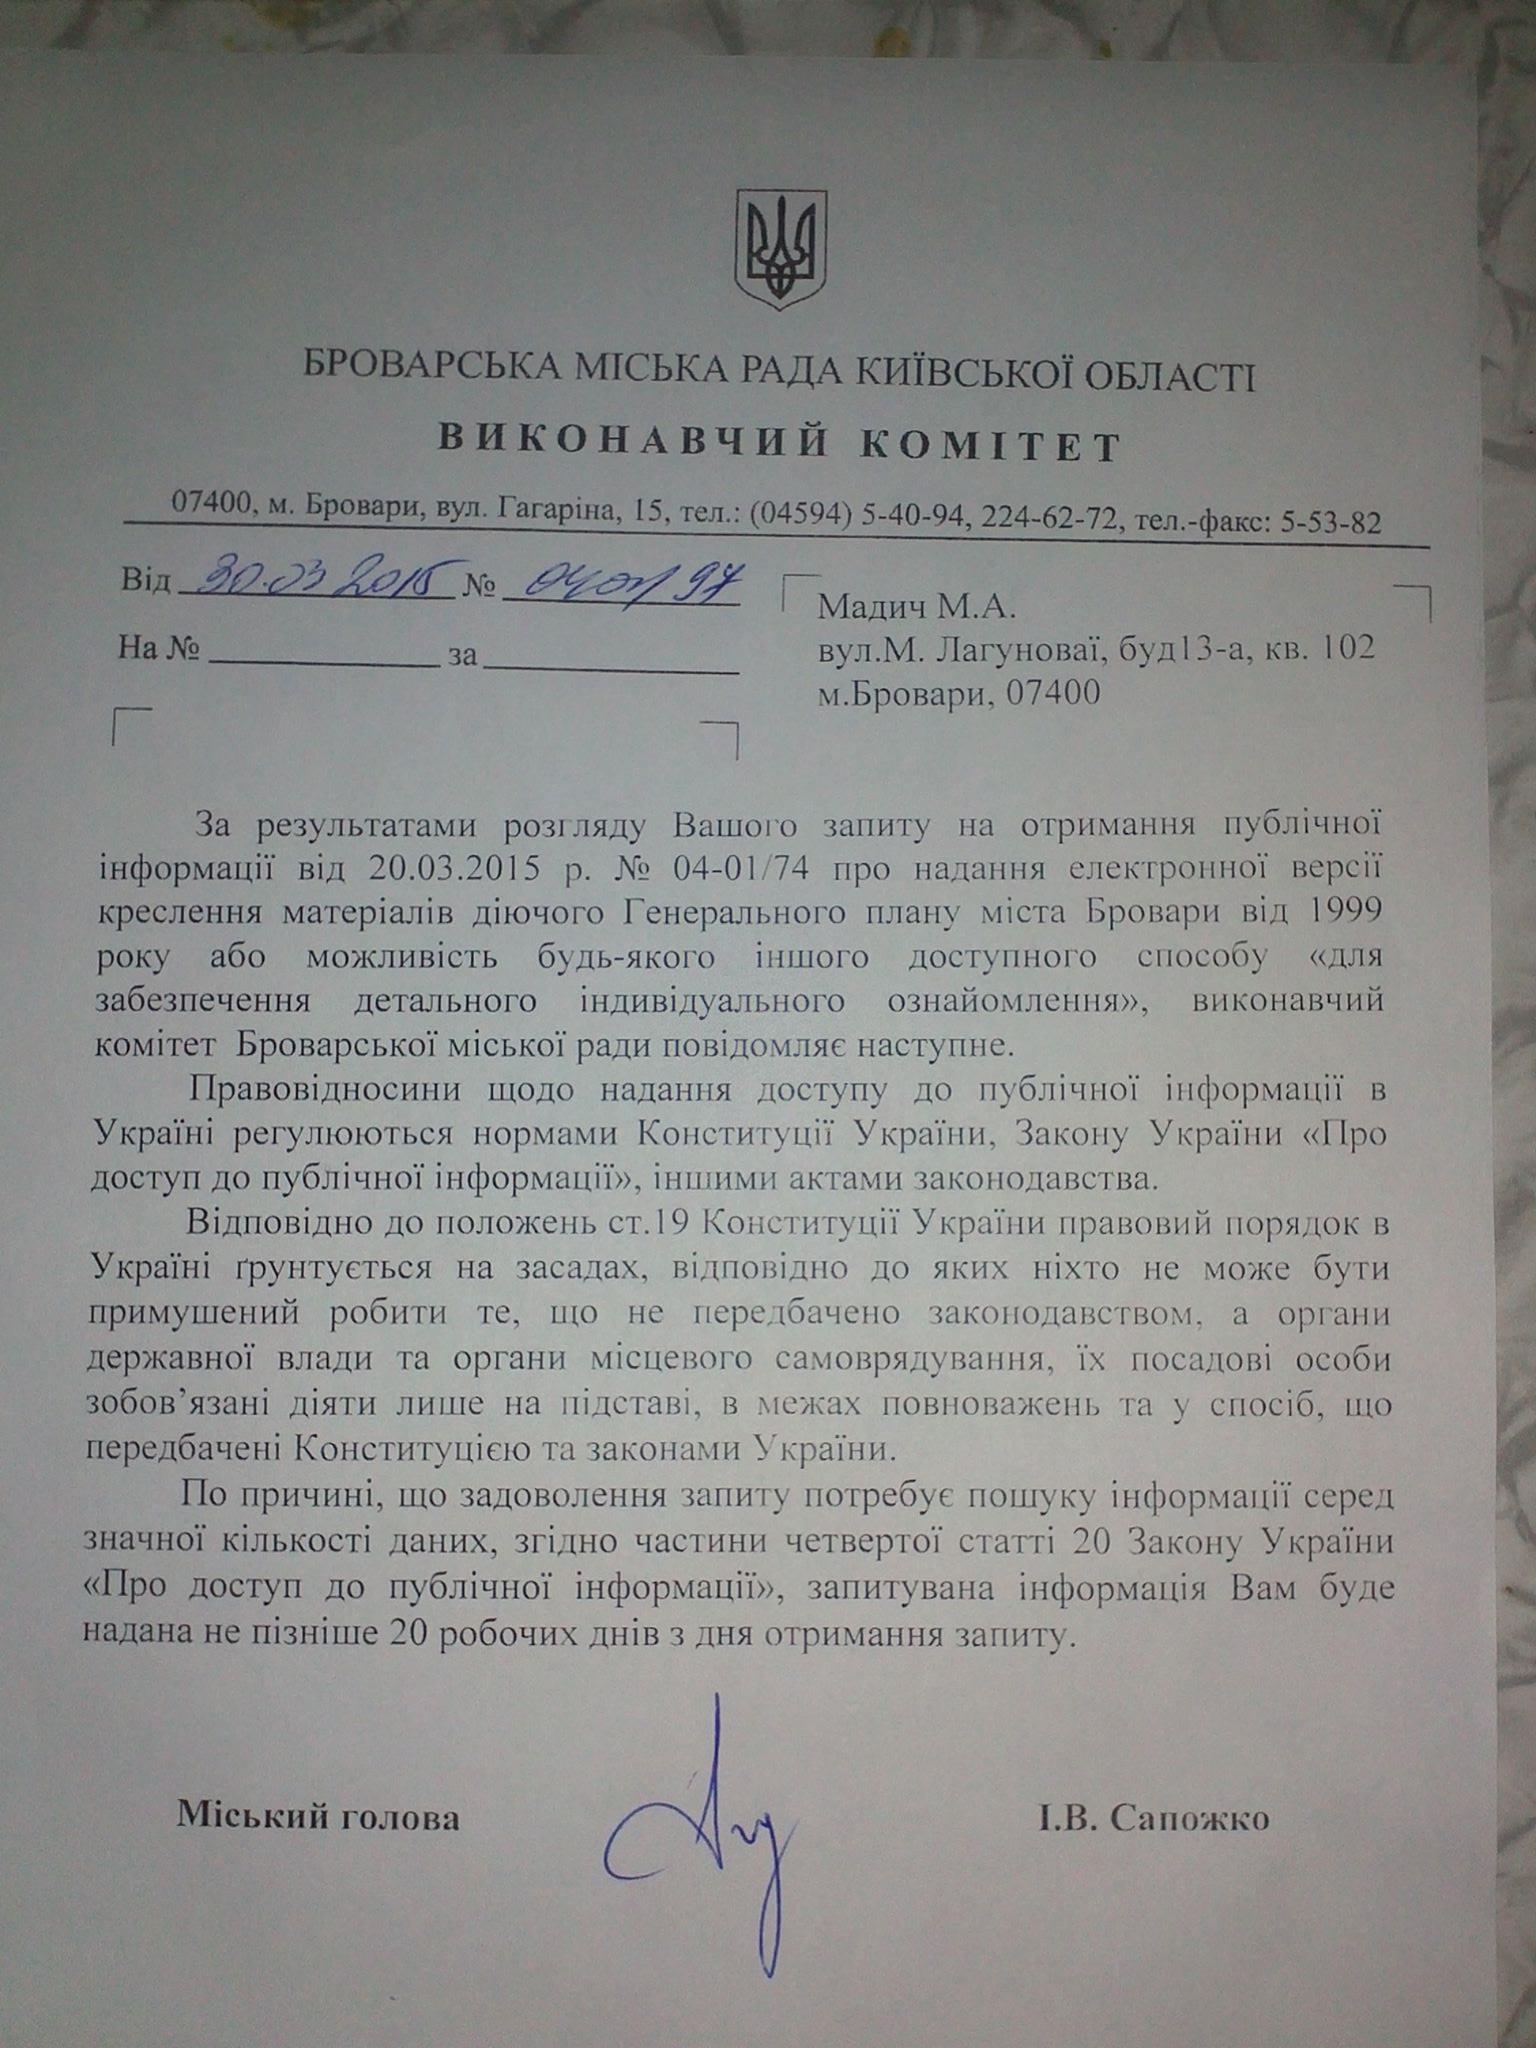 БРОВАРСЬКА МІСЬКА РАДА КИЇВСЬКОЇ ОБЛАСТІ
ВИКОНАВЧИЙ КОМІТЕТ
07400, м. Бровари, вул. Гагаріна, 15, тел.: (04594) 5-40-94, 224-62-72, тел.-факс: 5-53-82
Від 30.03 2015 № 04-01/97
На № за
Мадич М.А.
вул.М. Лагуноваї, буд13-а, кв. 102
м.Бровари, 07400
За результатами розгляду Вашого запиту на отримання публічної
інформації від 20.03.2015 р. № 04-01/74 про надання електронної версії
креслення матеріалів діючого Генерального плану міста Бровари від 1999
року або можливість будь-якого іншого доступного способу «для
забезпечення детального індивідуального ознайомлення», виконавчий
комітет Броварської міської ради повідомляє наступне.
Правовідносини щодо надання доступу до публічної інформації в
Україні регулюються нормами Конституції України, Закону України «Про
доступ до публічної інформації», іншими актами законодавства.
Відповідно до положень ст.19 Конституції України правовий порядок в
Україні ґрунтується на засадах, відповідно до яких ніхто не може бути
примушений робити те, що не передбачено законодавством, а органи
державної влади та органи місцевого самоврядування, їх посадові особи
зобов’язані діяти лише на підставі, в межах повноважень та у спосіб, що
передбачені Конституцією та законами України.
По причині, що задоволення запиту потребує пошуку інформації серед
значної кількості даних, згідно частини четвертої статті 20 Закону України
«Про доступ до публічної інформації», запитувана інформація Вам буде
надана не пізніше 20 робочих днів з дня отримання запиту.
Міський голова І.В. Сапожко